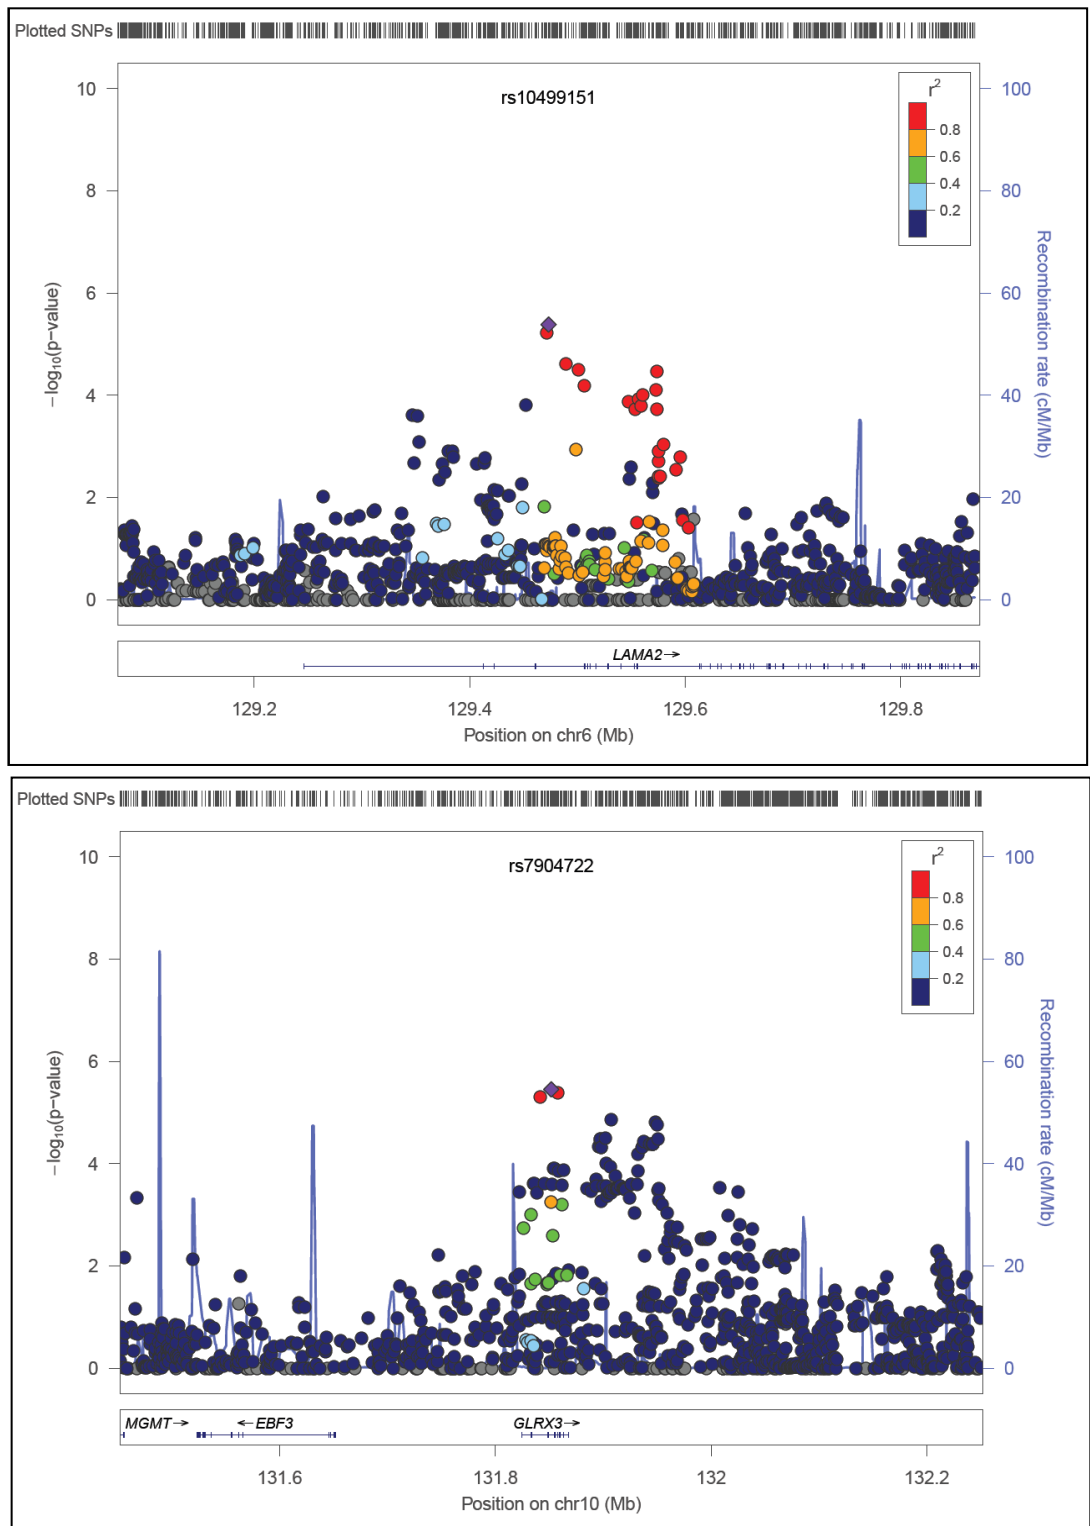 Plotted SNPs
rs10499151
r2
0.8
0.6
0.4
0.2
10
8
6
4
2
0
−log10(p−value)
100
80
60
40
20
0
Recombination rate (cM/Mb)
LAMA2→
129.2 129.4 129.6 129.8
Position on chr6 (Mb)
Plotted SNPs
rs7904722
r2
0.8
0.6
0.4
0.2
10
8
6
4
2
0
−log10(p−value)
100
80
60
40
20
0
Recombination rate (cM/Mb)
MGMT→ ←EBF3 GLRX3→
131.6 131.8 132 132.2
Position on chr10 (Mb)